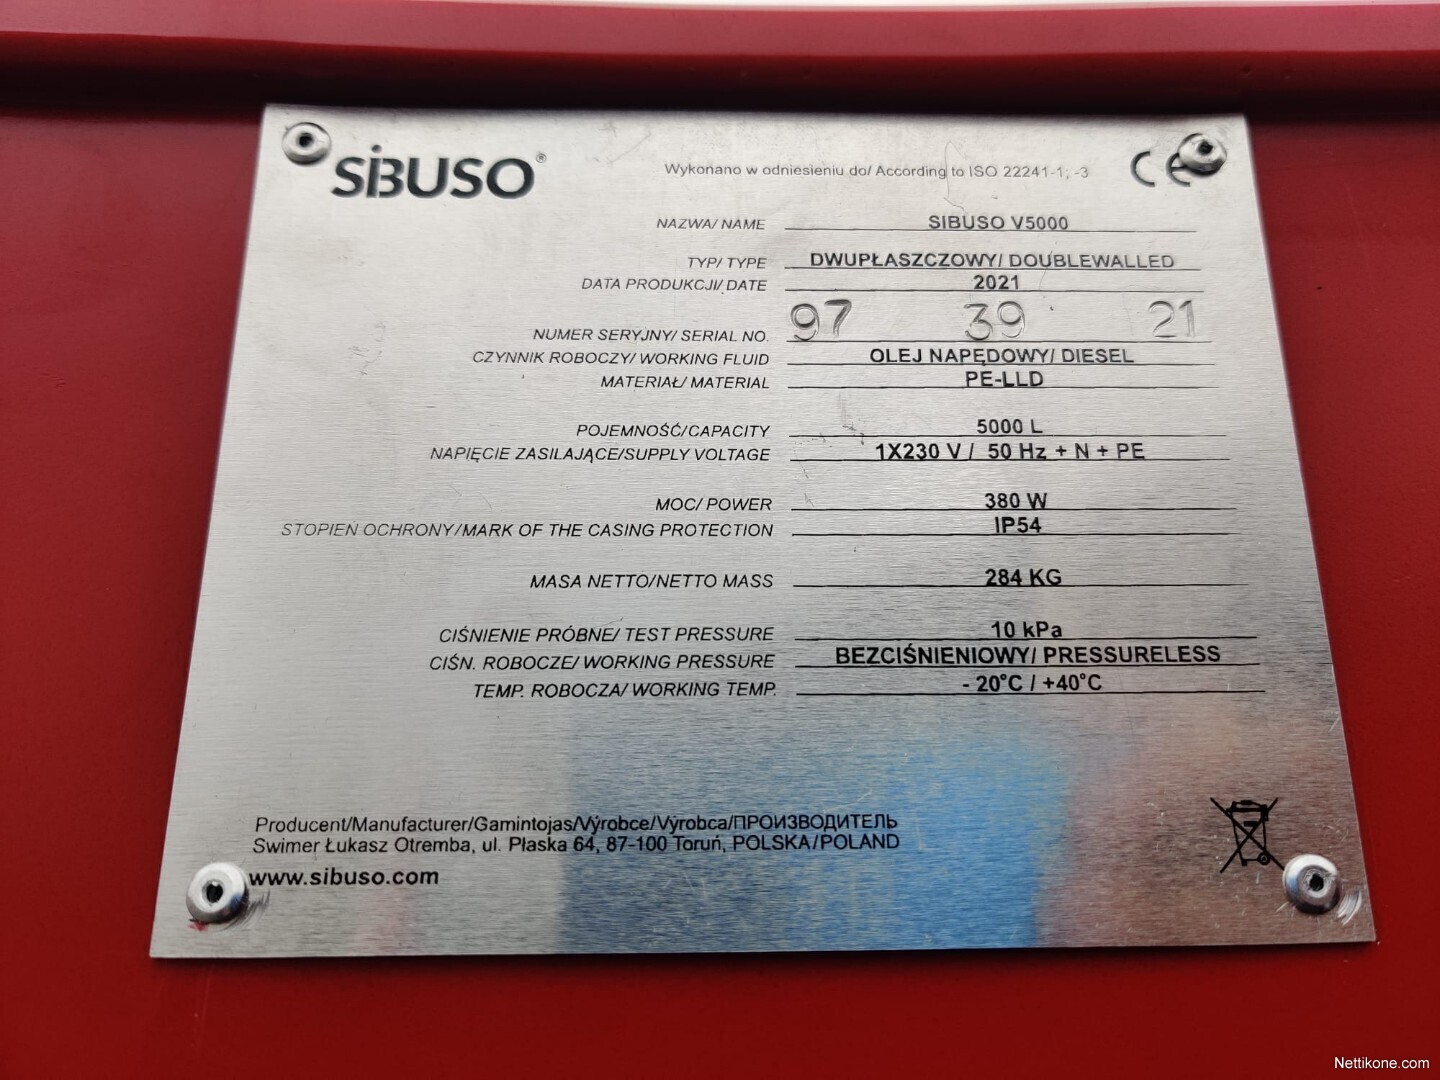 SiBUSO®
Wykonano w odniesieniu do/ According to ISO 22241-1; -3
CE
NAZWA/ NAME SIBUSO V5000
TYP/ TYPE DWUPŁASZCZOWY/ DOUBLEWALLED
DATA PRODUKCJI/ DATE 2021
NUMER SERYJNY/ SERIAL NO. 97 39 21
CZYNNIK ROBOCZY/ WORKING FLUID OLEJ NAPĘDOWY/ DIESEL
MATERIAŁ/ MATERIAL PE-LLD
POJEMNOŚĆ/CAPACITY 5000 L
NAPIĘCIE ZASILAJĄCE/SUPPLY VOLTAGE 1X230 V / 50 Hz + N + PE
MOC/ POWER 380 W
STOPIEŃ OCHRONY/MARK OF THE CASING PROTECTION IP54
MASA NETTO/NETTO MASS 284 KG
CIŚNIENIE PRÓBNE/ TEST PRESSURE 10 kPa
CIŚN. ROBOCZE/ WORKING PRESSURE BEZCIŚNIENIOWY/ PRESSURELESS
TEMP. ROBOCZA/ WORKING TEMP. - 20°C / +40°C
Producent/Manufacturer/Gamintojas/Výrobce/Výrobca/ПРОИЗВОДИТЕЛЬ
Swimer Łukasz Otremba, ul. Płaska 64, 87-100 Toruń, POLSKA/POLAND
www.sibuso.com
Nettikone.com